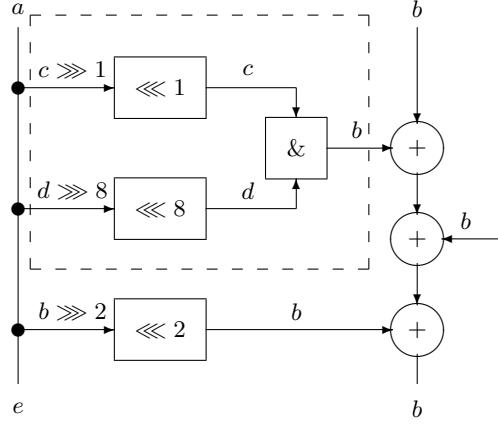 a b
c ⋙ 1 ⋘ 1 c
& b +
d ⋙ 8 ⋘ 8 d
+ b
b ⋙ 2 ⋘ 2 b +
e b